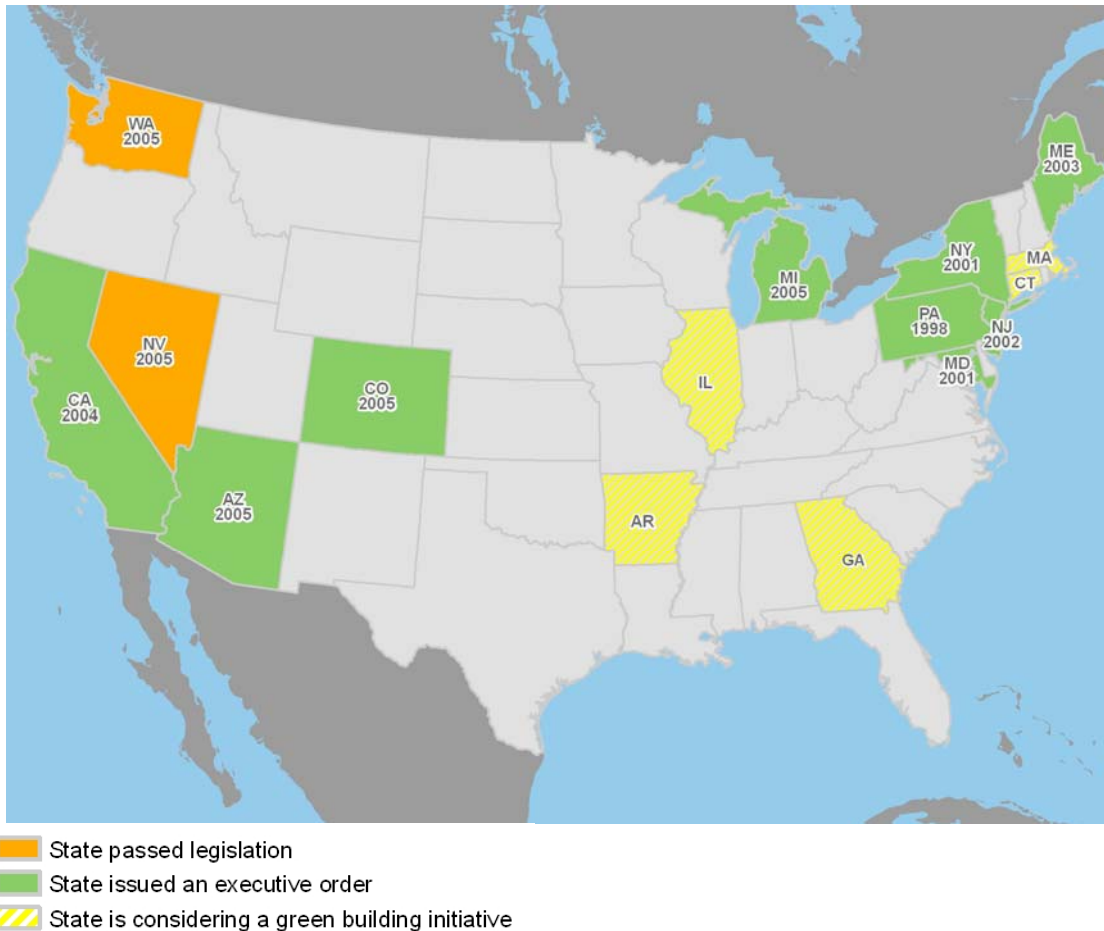 WA
2005
ME
2003
NY
2001
MA
CT
MI
2005
PA
1998
NJ
2002
NV
2005
MD
2001
IL
CO
2005
CA
2004
AZ
2005
AR
GA
State passed legislation
State issued an executive order
State is considering a green building initiative